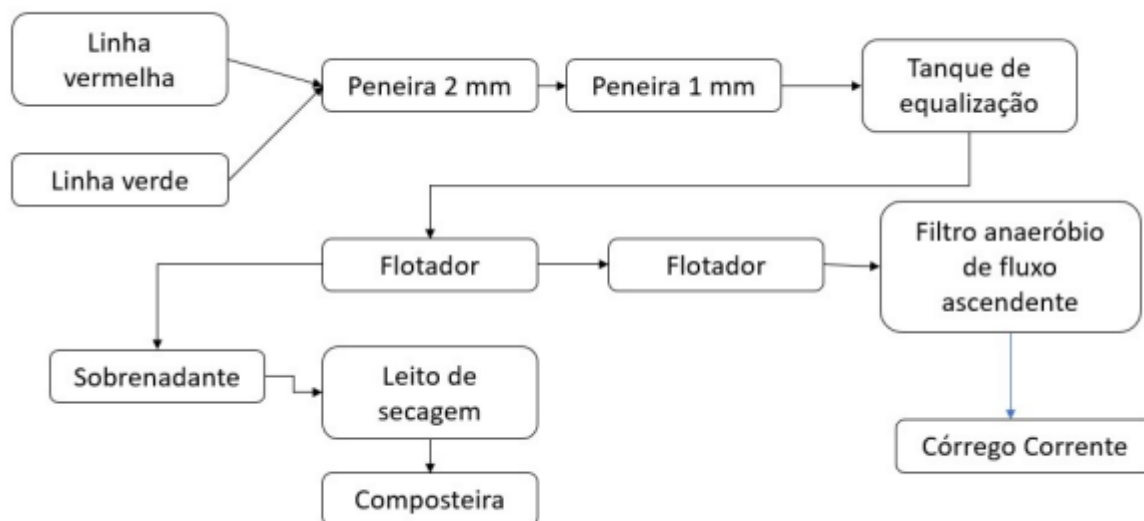 Linha
vermelha
Peneira 2 mm
Peneira 1 mm
Tanque de
equalização
Linha verde
Flotador
Flotador
Filtro anaeróbio
de fluxo
ascendente
Sobrenadante
Leito de
secagem
Córrego Corrente
Composteira